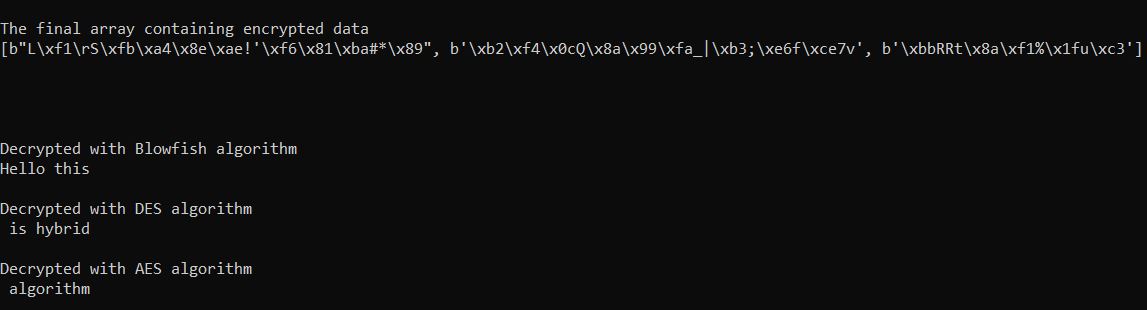 The final array containing encrypted data
[b"L\xf1\rS\xfb\xa4\x8e\xae!'\xf6\x81\xba#*\x89", b'\xb2\xf4\x0cQ\x8a\x99\xfa_|\xb3;\xe6f\xce7v', b'\xbbRRt\x8a\xf1%\x1fu\xc3']
Decrypted with Blowfish algorithm
Hello this
Decrypted with DES algorithm
 is hybrid
Decrypted with AES algorithm
 algorithm